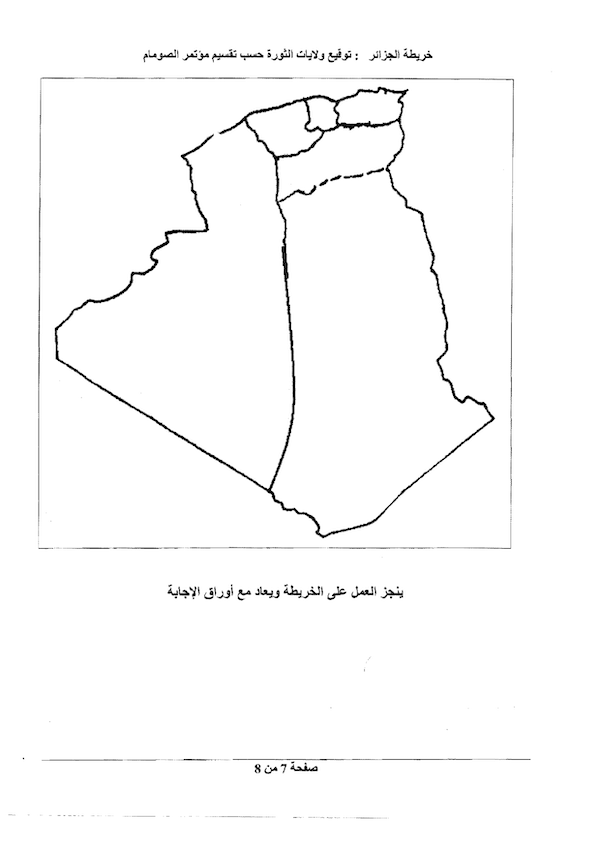 خريطة الجزائر : توقيع ولايات الثورة حسب تقسيم مؤتمر الصومام
ينجز العمل على الخريطة ويعاد مع أوراق الإجابة
صفحة 7 من 8